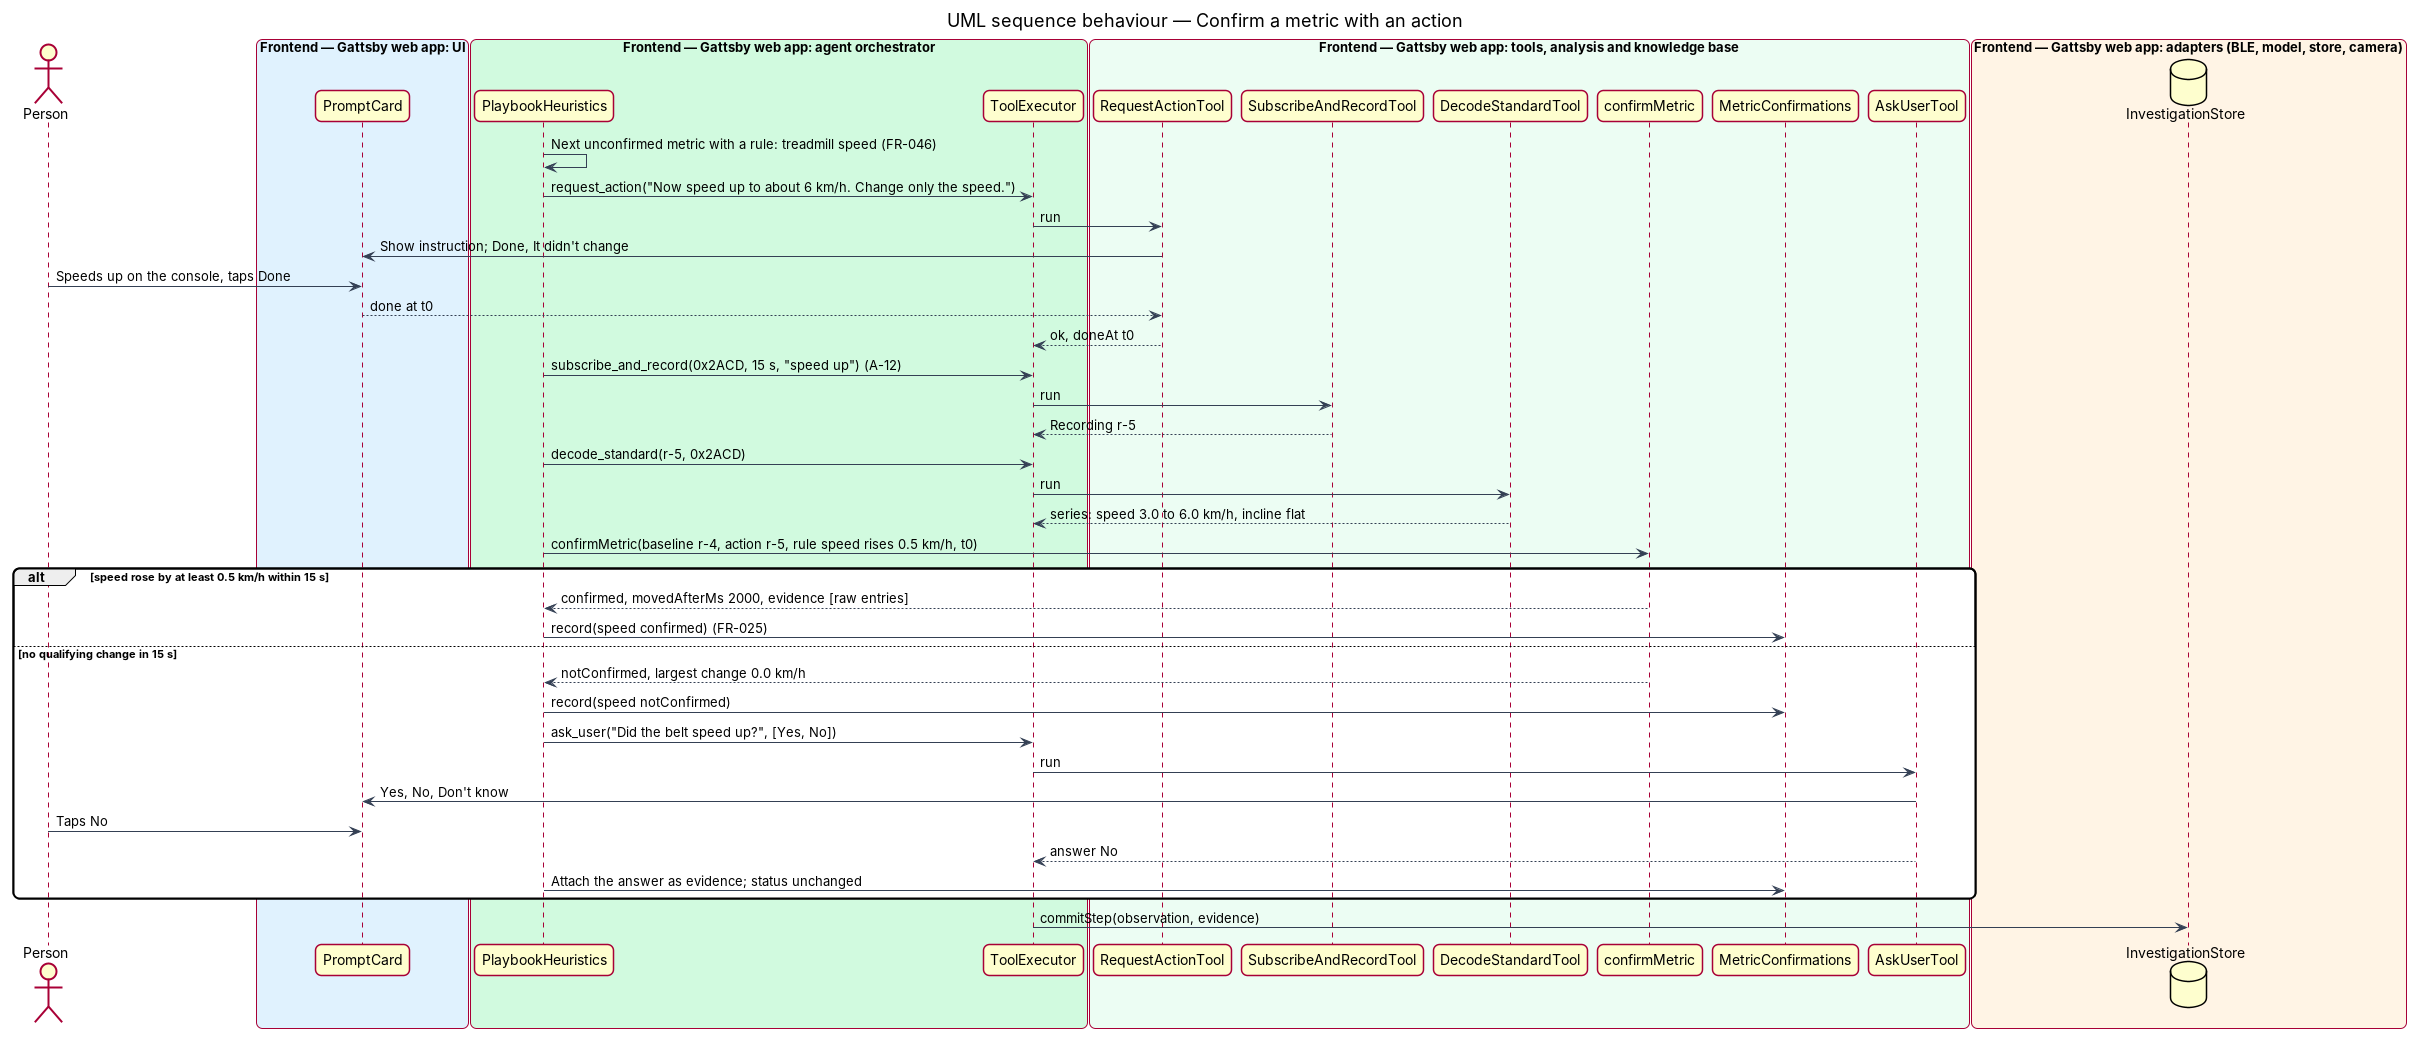 UML sequence behaviour — Confirm a metric with an action
Frontend — Gattsby web app: UI
Frontend — Gattsby web app: agent orchestrator
Frontend — Gattsby web app: tools, analysis and knowledge base
Frontend — Gattsby web app: adapters (BLE, model, store, camera)
Person
PromptCard
PlaybookHeuristics
ToolExecutor
RequestActionTool
SubscribeAndRecordTool
DecodeStandardTool
confirmMetric
MetricConfirmations
AskUserTool
InvestigationStore
Next unconfirmed metric with a rule: treadmill speed (FR-046)
request_action("Now speed up to about 6 km/h. Change only the speed.")
run
Show instruction; Done, It didn't change
Speeds up on the console, taps Done
done at t0
ok, doneAt t0
subscribe_and_record(0x2ACD, 15 s, "speed up") (A-12)
run
Recording r-5
decode_standard(r-5, 0x2ACD)
run
series: speed 3.0 to 6.0 km/h, incline flat
confirmMetric(baseline r-4, action r-5, rule speed rises 0.5 km/h, t0)
alt [speed rose by at least 0.5 km/h within 15 s]
confirmed, movedAfterMs 2000, evidence [raw entries]
record(speed confirmed) (FR-025)
[no qualifying change in 15 s]
notConfirmed, largest change 0.0 km/h
record(speed notConfirmed)
ask_user("Did the belt speed up?", [Yes, No])
run
Yes, No, Don't know
Taps No
answer No
Attach the answer as evidence; status unchanged
commitStep(observation, evidence)
Person
PromptCard
PlaybookHeuristics
ToolExecutor
RequestActionTool
SubscribeAndRecordTool
DecodeStandardTool
confirmMetric
MetricConfirmations
AskUserTool
InvestigationStore